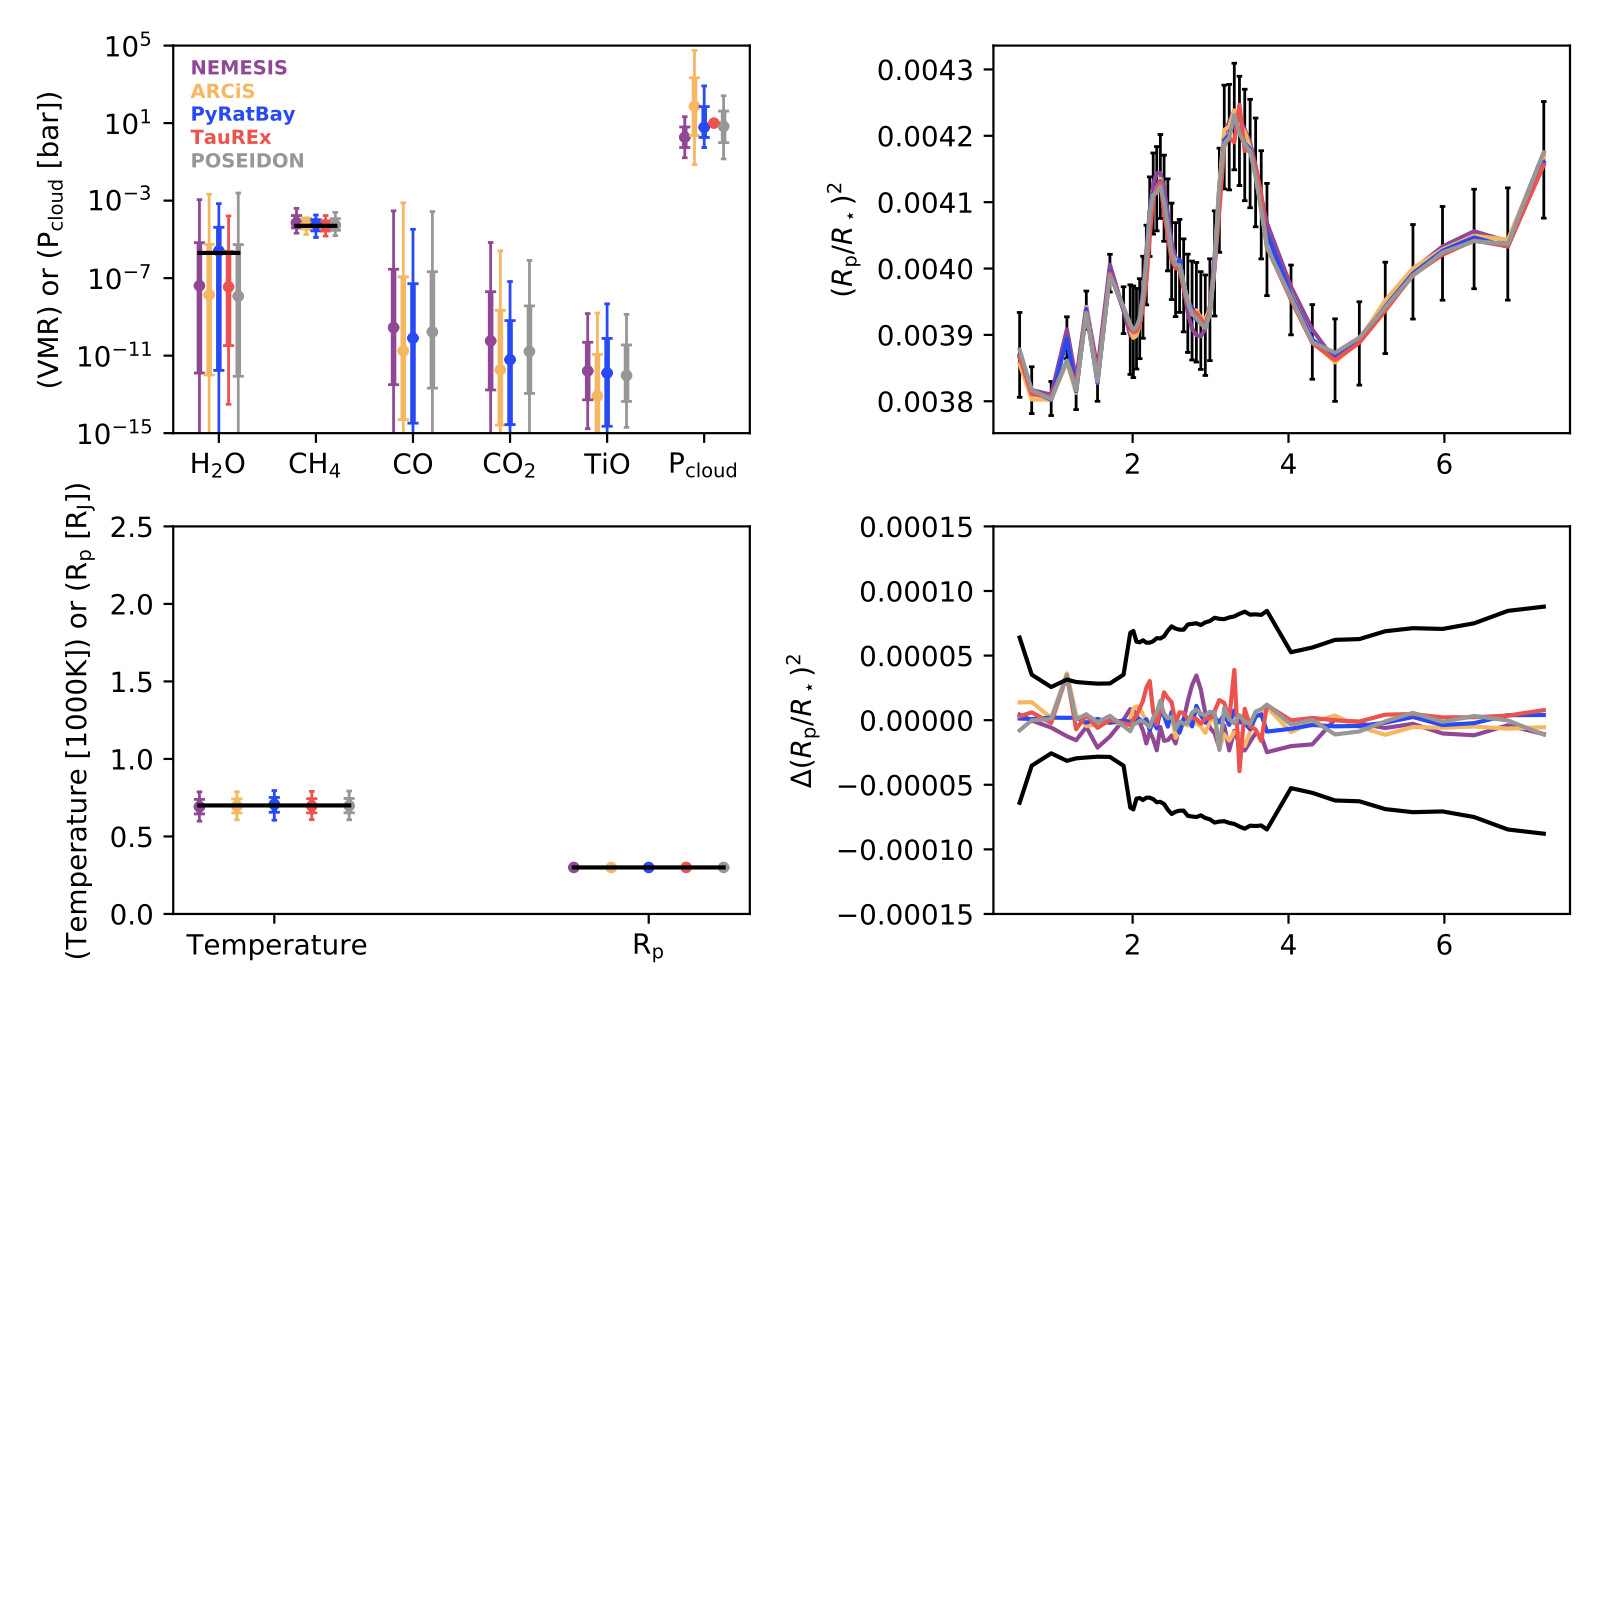 (VMR) or (P_cloud [bar])
10^5
10^1
10^−3
10^−7
10^−11
10^−15
NEMESIS
ARCiS
PyRatBay
TauREx
POSEIDON
H₂O CH₄ CO CO₂ TiO P_cloud
(R_p/R_⋆)^2
0.0043
0.0042
0.0041
0.0040
0.0039
0.0038
2 4 6
(Temperature [1000K]) or (R_p [R_J])
2.5
2.0
1.5
1.0
0.5
0.0
Temperature R_p
Δ(R_p/R_⋆)^2
0.00015
0.00010
0.00005
0.00000
−0.00005
−0.00010
−0.00015
2 4 6